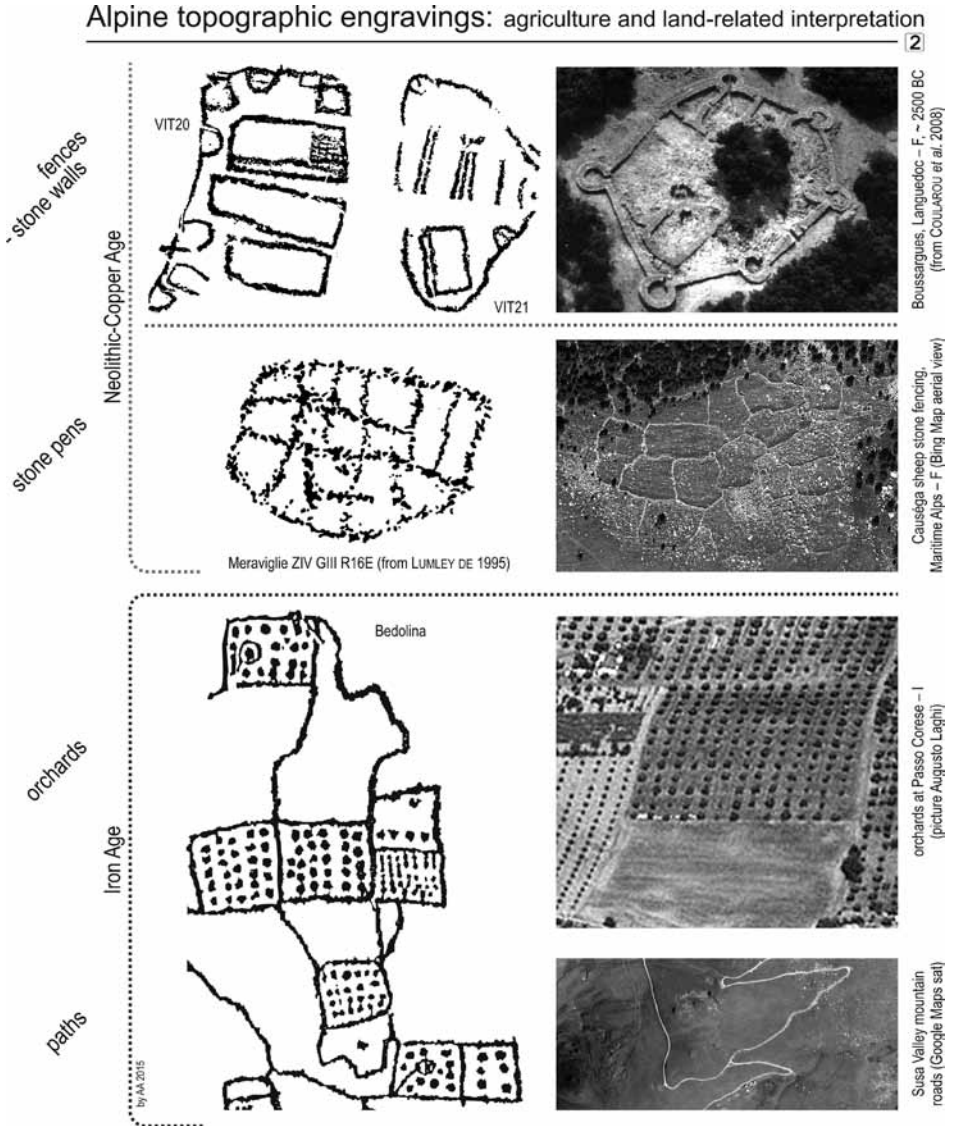 Alpine topographic engravings: agriculture and land-related interpretation
2
fences
- stone walls
Neolithic-Copper Age
VIT20
VIT21
Boussargues, Languedoc – F, ~ 2500 BC
(from COULAROU et al. 2008)
stone pens
Meraviglie ZIV GIII R16E (from LUMLEY DE 1995)
Causéga sheep stone fencing,
Maritime Alps – F (Bing Map aerial view)
orchards
Iron Age
Bedolina
orchards at Passo Corese – I
(picture Augusto Laghi)
paths
by AA 2015
Susa Valley mountain
roads (Google Maps sat)